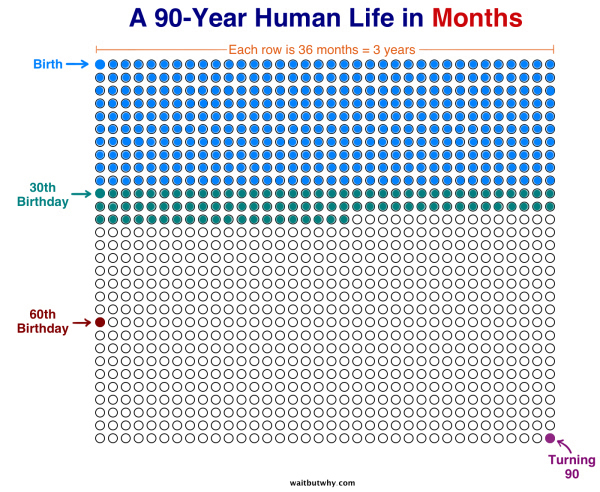 A 90-Year Human Life in Months
Each row is 36 months = 3 years
Birth
30th
Birthday
60th
Birthday
Turning
90
waitbutwhy.com